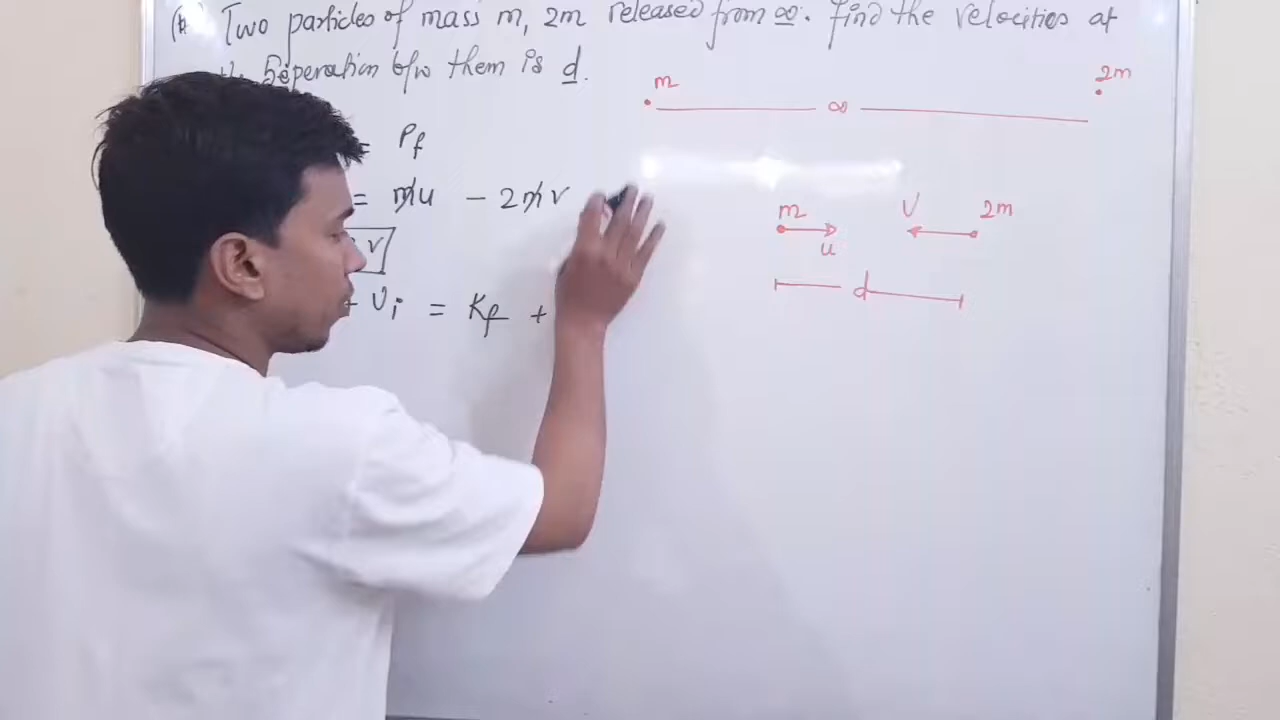 Two particles of mass m, 2m released from ∞. find the velocities at
Seperation b/w them is d.
m
2m
∞
= Pf
= mu - 2mv
m
V
2m
u
v
d
+ Ui = Kf +